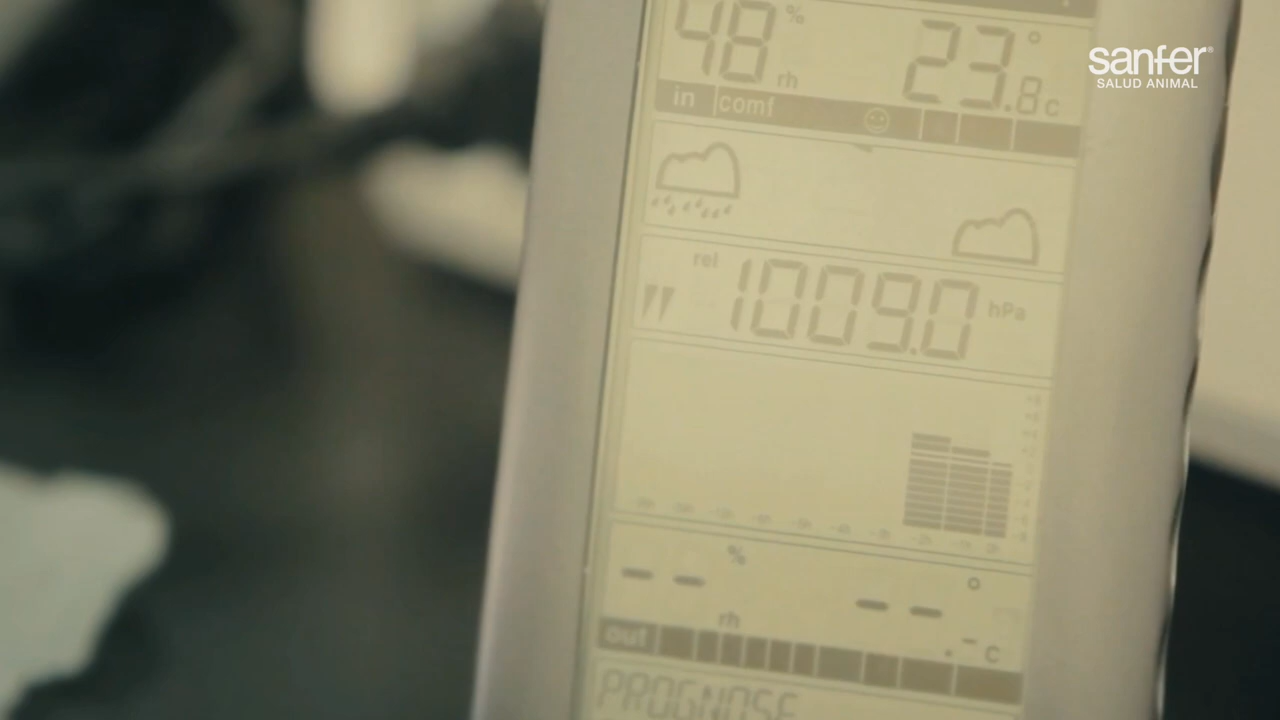 48 % rh 23.8 °C
sanfer®
SALUD ANIMAL
in comf
rel 1009.0 hPa
-- % rh --.- °C
out
PROGNOSE